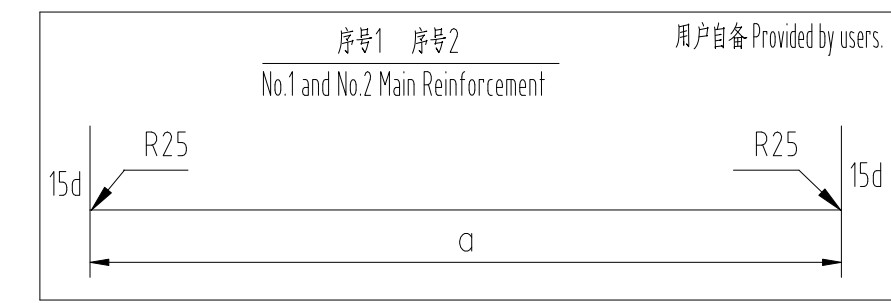 序号1 序号2
用户自备 Provided by users.
No.1 and No.2 Main Reinforcement
R25
R25
15d
15d
a